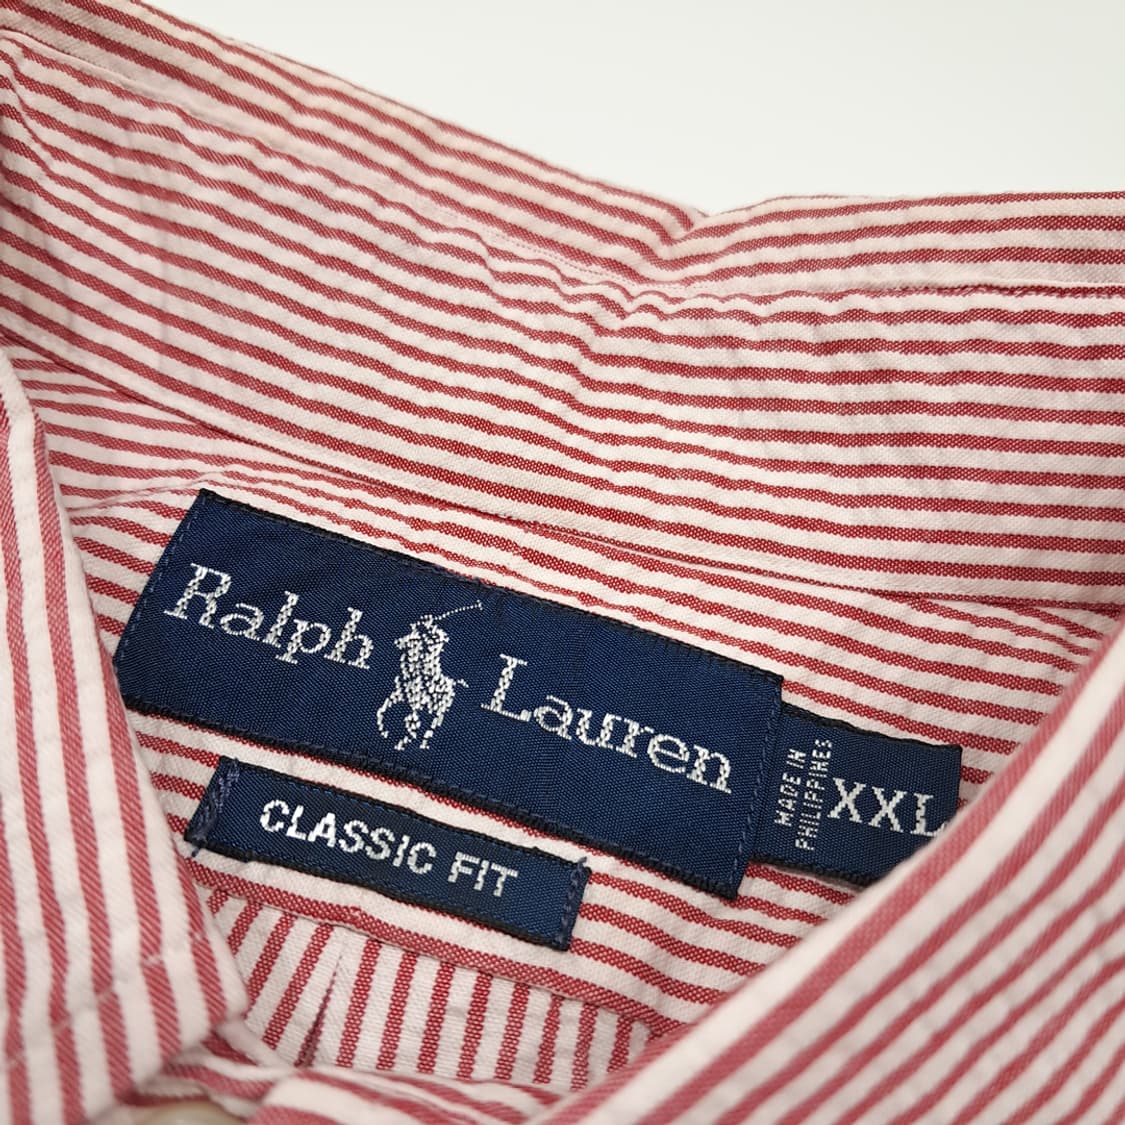 Ralph Lauren
MADE IN
PHILIPPINES
XXL
CLASSIC FIT